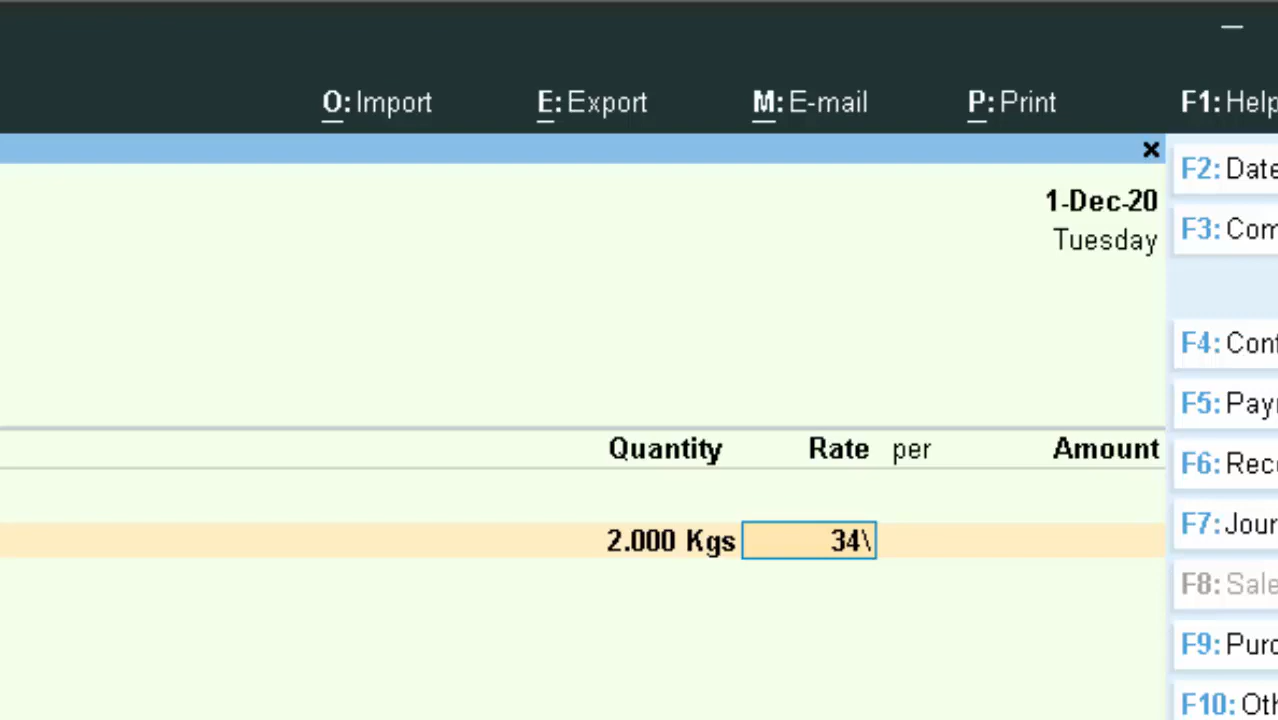 O: Import E: Export M: E-mail P: Print F1: Help
F2: Date
1-Dec-20
F3: Com
Tuesday
F4: Cont
F5: Payr
Quantity Rate per Amount
F6: Rece
F7: Jour
2.000 Kgs 34\
F8: Sale
F9: Purc
F10: Oth